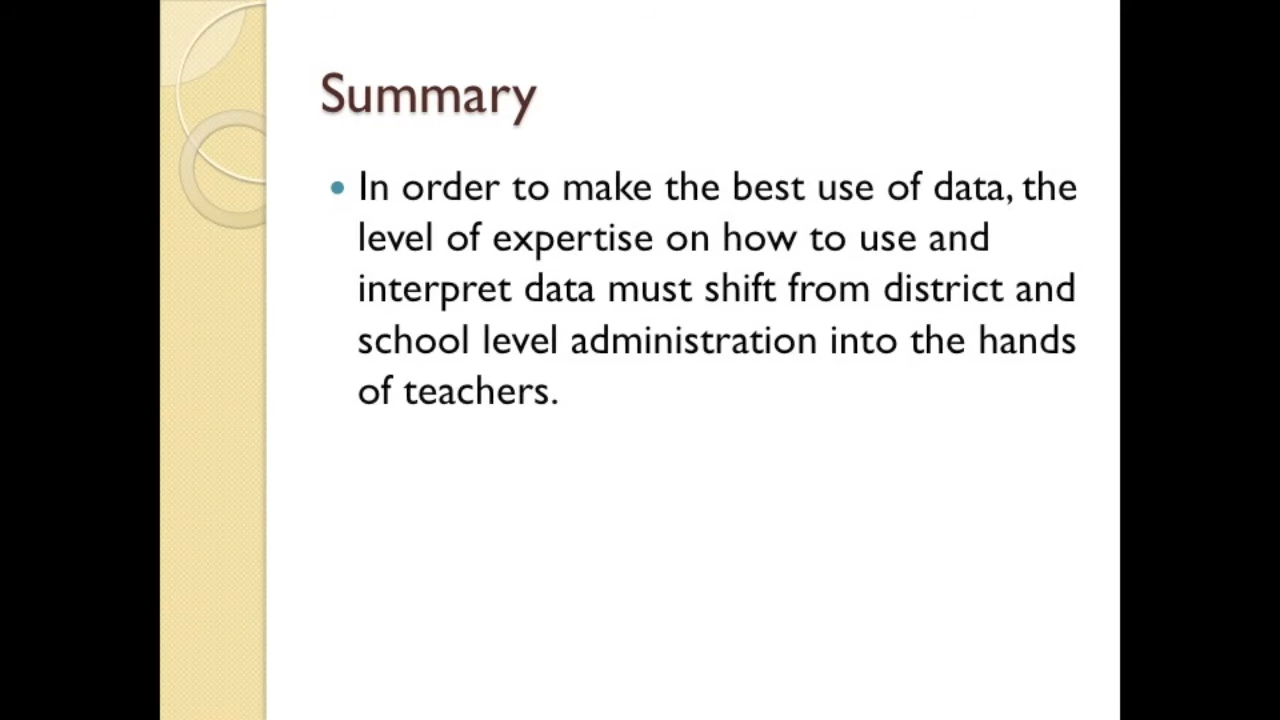 Summary
• In order to make the best use of data, the
level of expertise on how to use and
interpret data must shift from district and
school level administration into the hands
of teachers.